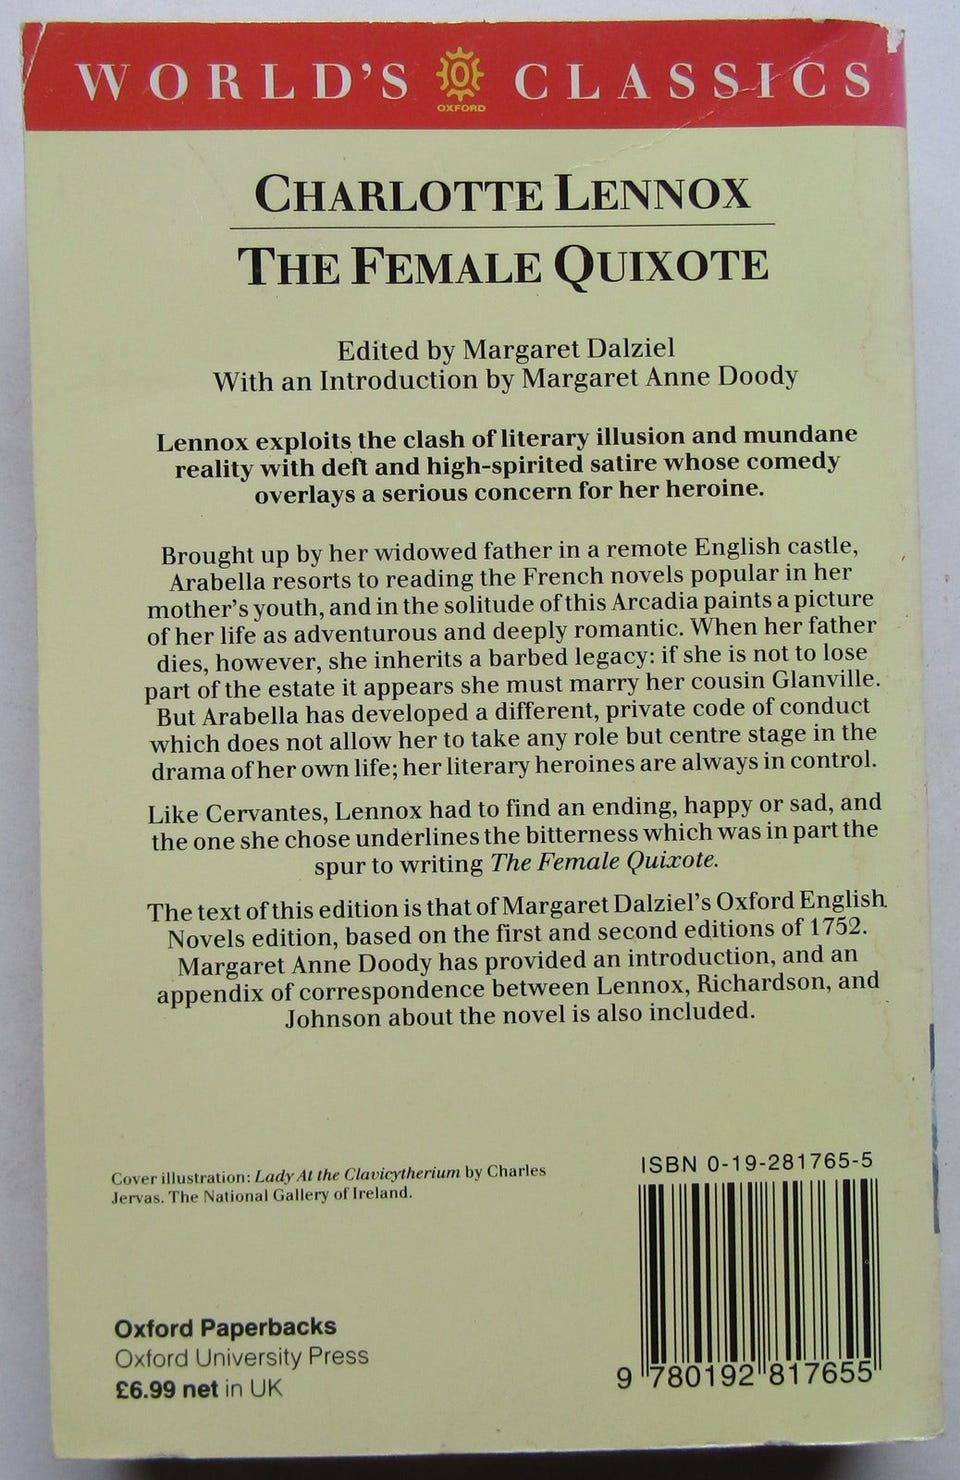 WORLD'S CLASSICS
OXFORD
CHARLOTTE LENNOX
THE FEMALE QUIXOTE
Edited by Margaret Dalziel
With an Introduction by Margaret Anne Doody
Lennox exploits the clash of literary illusion and mundane
reality with deft and high-spirited satire whose comedy
overlays a serious concern for her heroine.
Brought up by her widowed father in a remote English castle,
Arabella resorts to reading the French novels popular in her
mother's youth, and in the solitude of this Arcadia paints a picture
of her life as adventurous and deeply romantic. When her father
dies, however, she inherits a barbed legacy: if she is not to lose
part of the estate it appears she must marry her cousin Glanville.
But Arabella has developed a different, private code of conduct
which does not allow her to take any role but centre stage in the
drama of her own life; her literary heroines are always in control.
Like Cervantes, Lennox had to find an ending, happy or sad, and
the one she chose underlines the bitterness which was in part the
spur to writing The Female Quixote.
The text of this edition is that of Margaret Dalziel's Oxford English
Novels edition, based on the first and second editions of 1752.
Margaret Anne Doody has provided an introduction, and an
appendix of correspondence between Lennox, Richardson, and
Johnson about the novel is also included.
Cover illustration: Lady At the Clavicytherium by Charles
Jervas. The National Gallery of Ireland.
ISBN 0-19-281765-5
9 780192 817655
Oxford Paperbacks
Oxford University Press
£6.99 net in UK